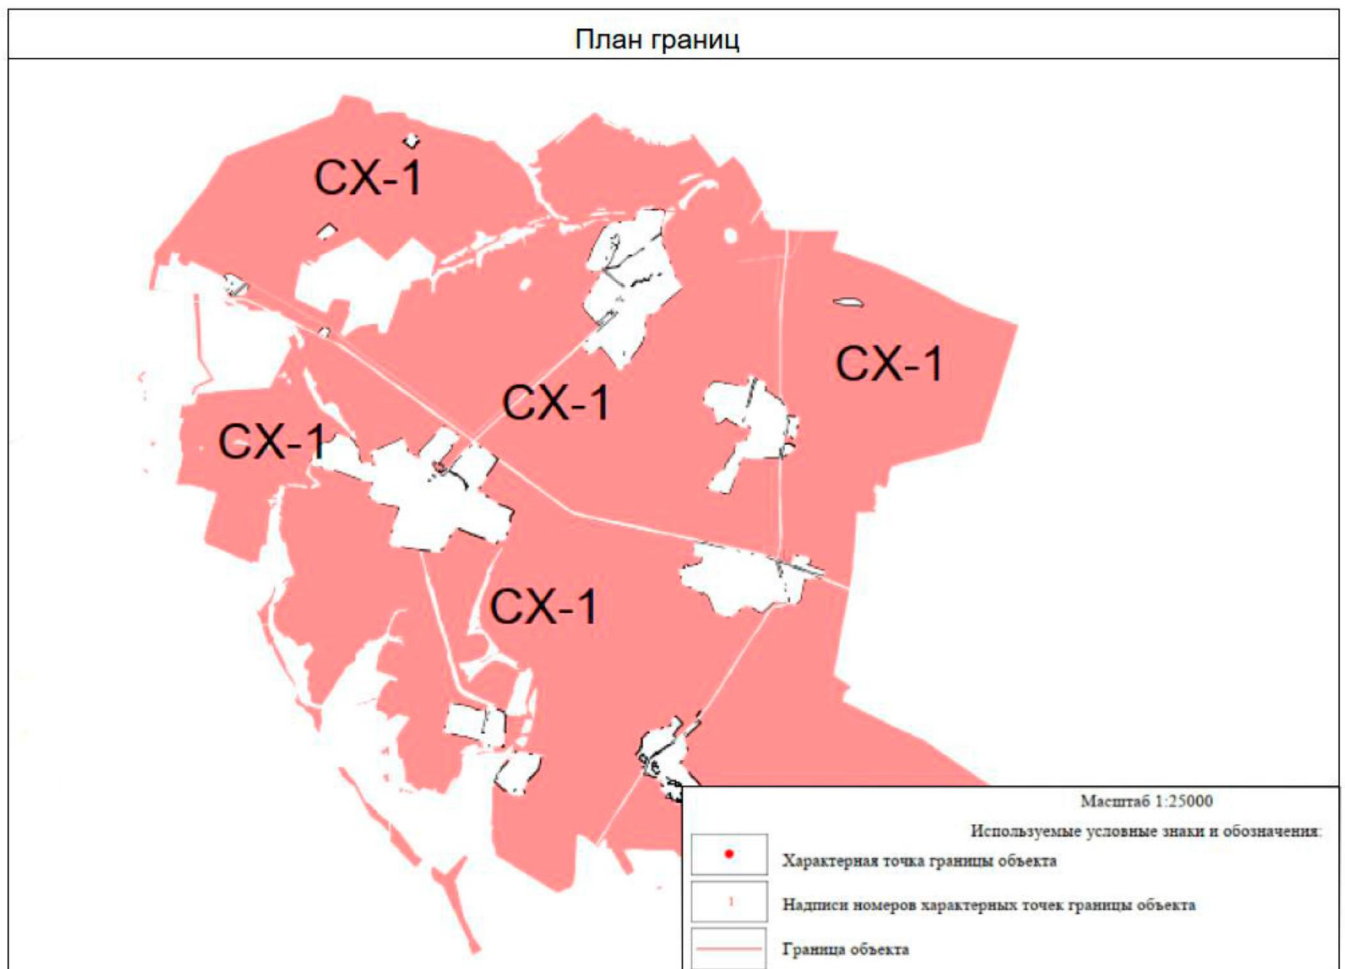 План границ
СХ-1
СХ-1
СХ-1
СХ-1
СХ-1
Масштаб 1:25000
Используемые условные знаки и обозначения:
Характерная точка границы объекта
1 Надписи номеров характерных точек границы объекта
Граница объекта